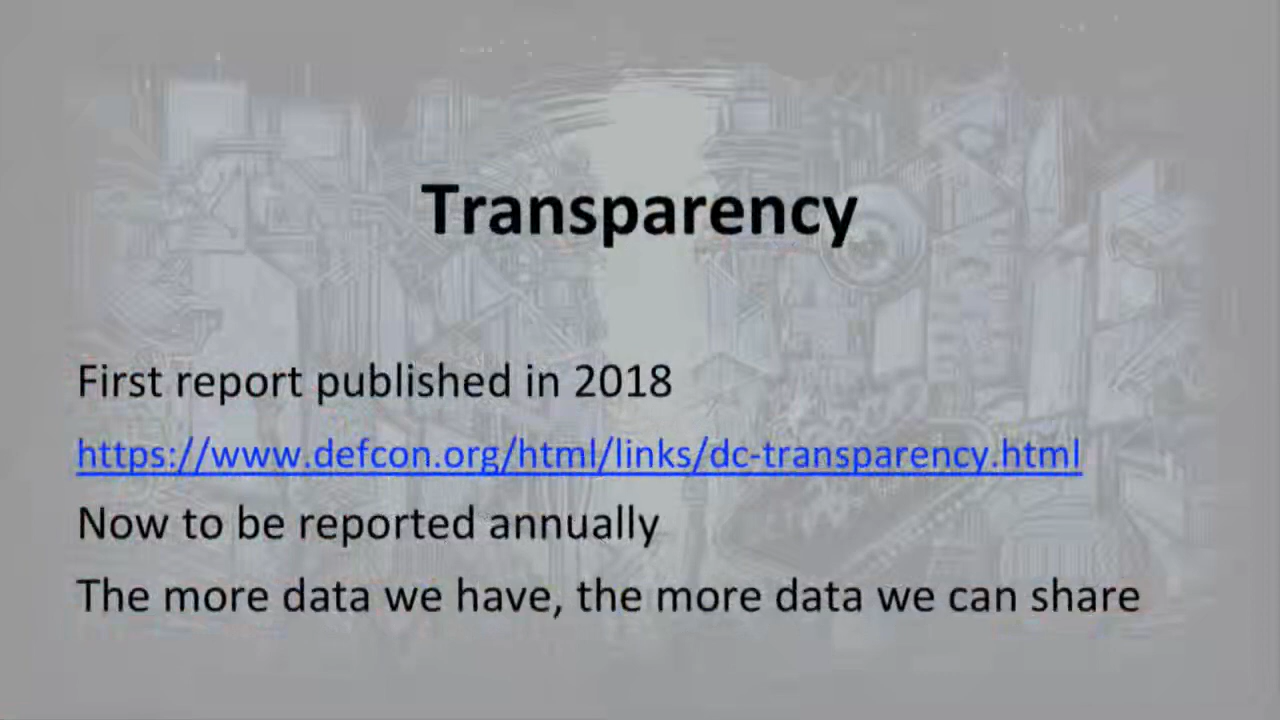 Transparency
First report published in 2018
https://www.defcon.org/html/links/dc-transparency.html
Now to be reported annually
The more data we have, the more data we can share